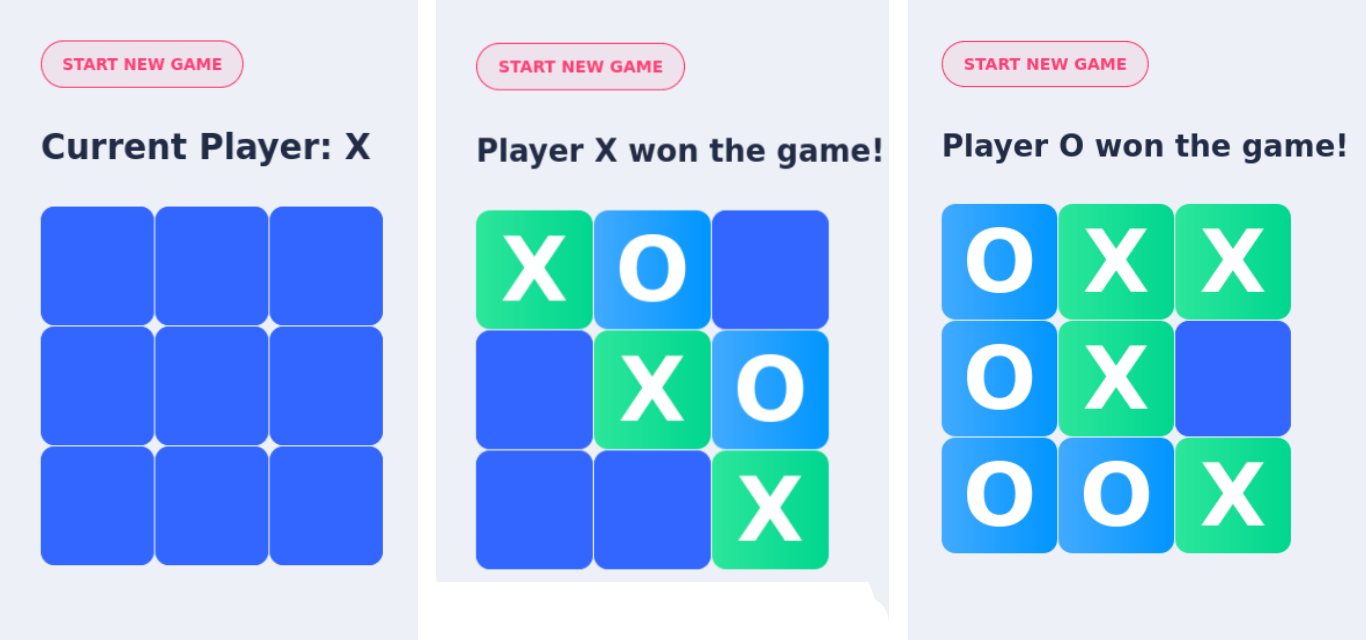 START NEW GAME
Current Player: X
START NEW GAME
Player X won the game!
X O
X O
X
START NEW GAME
Player O won the game!
O X X
O X
O O X